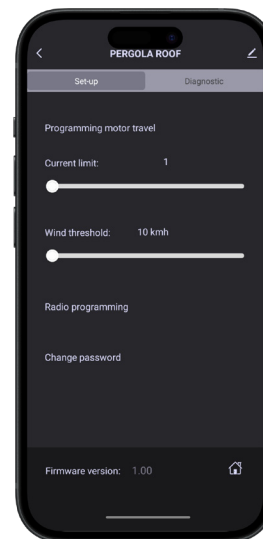 PERGOLA ROOF
Set-up Diagnostic
Programming motor travel
Current limit: 1
Wind threshold: 10 kmh
Radio programming
Change password
Firmware version: 1.00